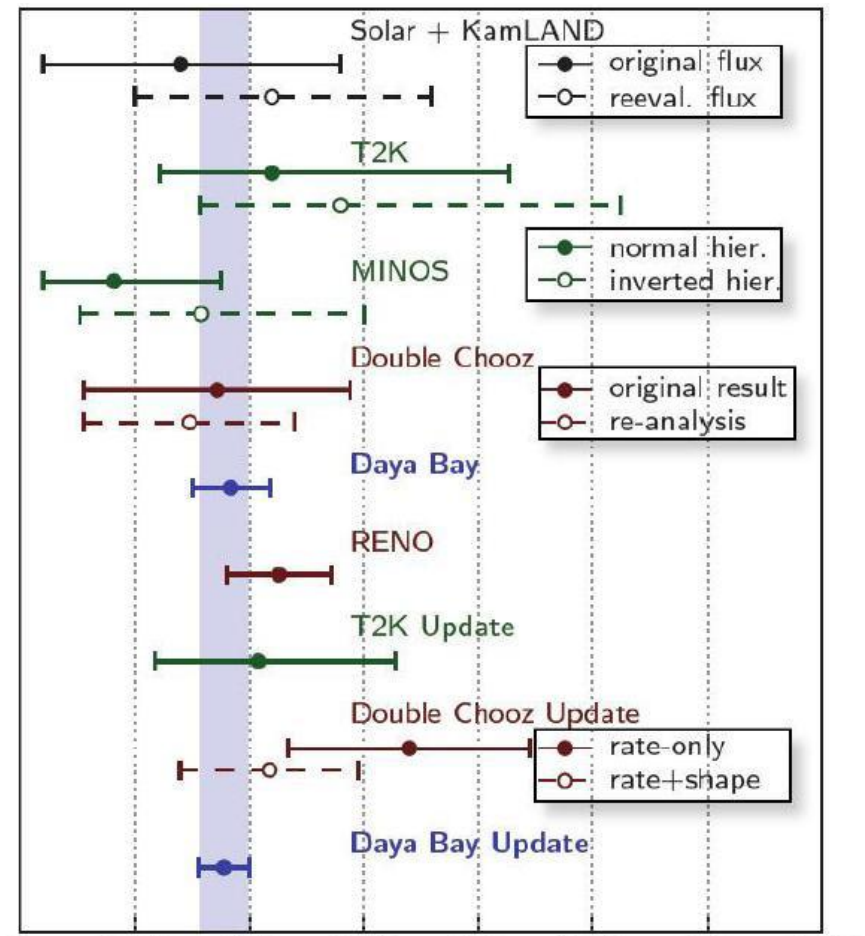 Solar + KamLAND
original flux
reeval. flux
T2K
normal hier.
inverted hier.
MINOS
Double Chooz
original result
re-analysis
Daya Bay
RENO
T2K Update
Double Chooz Update
rate-only
rate+shape
Daya Bay Update